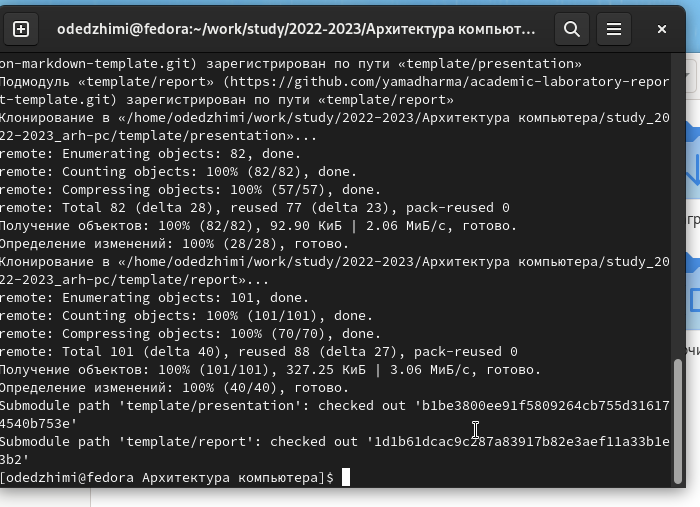 odedzhimi@fedora:~/work/study/2022-2023/Архитектура компьют...
on-markdown-template.git) зарегистрирован по пути «template/presentation»
Подмодуль «template/report» (https://github.com/yamadharma/academic-laboratory-repor
t-template.git) зарегистрирован по пути «template/report»
Клонирование в «/home/odedzhimi/work/study/2022-2023/Архитектура компьютера/study_20
22-2023_arh-pc/template/presentation»...
remote: Enumerating objects: 82, done.
remote: Counting objects: 100% (82/82), done.
remote: Compressing objects: 100% (57/57), done.
remote: Total 82 (delta 28), reused 77 (delta 23), pack-reused 0
Получение объектов: 100% (82/82), 92.90 КиБ | 2.06 МиБ/с, готово.
Определение изменений: 100% (28/28), готово.
Клонирование в «/home/odedzhimi/work/study/2022-2023/Архитектура компьютера/study_20
22-2023_arh-pc/template/report»...
remote: Enumerating objects: 101, done.
remote: Counting objects: 100% (101/101), done.
remote: Compressing objects: 100% (70/70), done.
remote: Total 101 (delta 40), reused 88 (delta 27), pack-reused 0
Получение объектов: 100% (101/101), 327.25 КиБ | 3.06 МиБ/с, готово.
Определение изменений: 100% (40/40), готово.
Submodule path 'template/presentation': checked out 'b1be3800ee91f5809264cb755d31617
4540b753e'
Submodule path 'template/report': checked out '1d1b61dcac9c287a83917b82e3aef11a33b1e
3b2'
[odedzhimi@fedora Архитектура компьютера]$